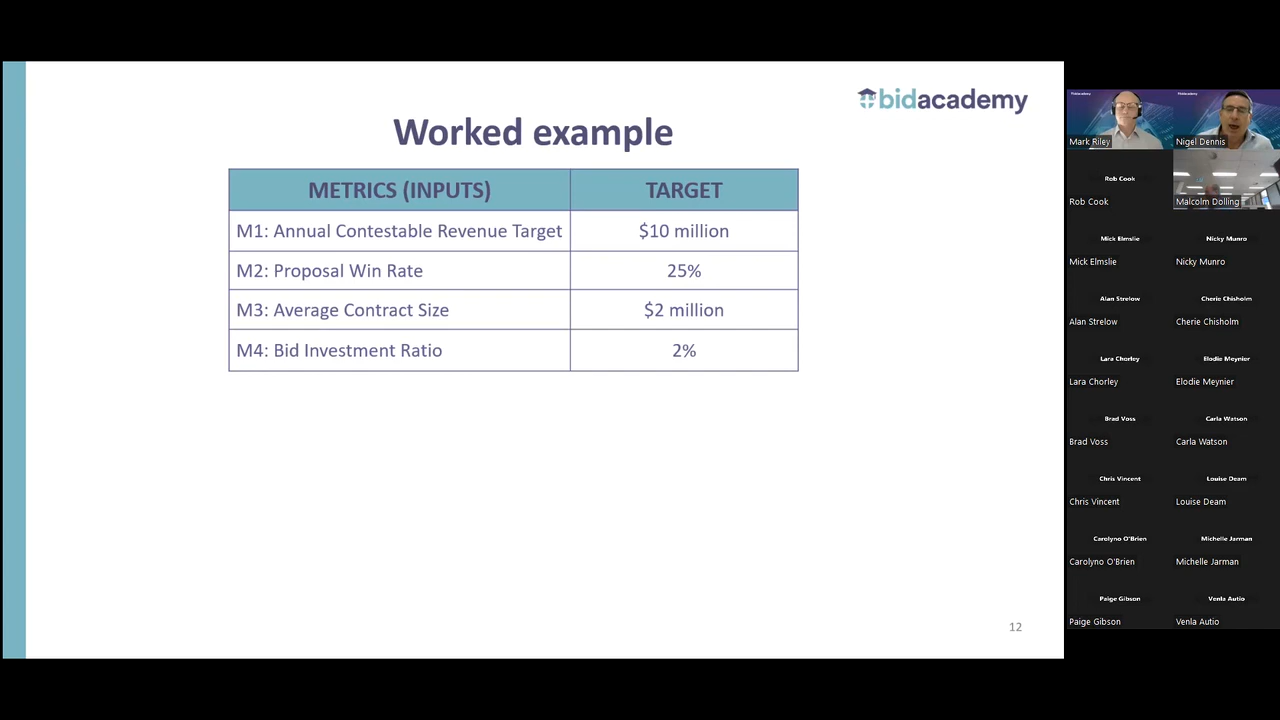 bidacademy
Worked example
METRICS (INPUTS) TARGET
M1: Annual Contestable Revenue Target $10 million
M2: Proposal Win Rate 25%
M3: Average Contract Size $2 million
M4: Bid Investment Ratio 2%
12
Mark Riley Nigel Dennis
Rob Cook
Rob Cook Malcolm Dolling
Mick Elmslie Nicky Munro
Mick Elmslie Nicky Munro
Alan Strelow Cherie Chisholm
Alan Strelow Cherie Chisholm
Lara Chorley Elodie Meynier
Lara Chorley Elodie Meynier
Brad Voss Carla Watson
Brad Voss Carla Watson
Chris Vincent Louise Deam
Chris Vincent Louise Deam
Carolyno O'Brien Michelle Jarman
Carolyno O'Brien Michelle Jarman
Paige Gibson Venla Autio
Paige Gibson Venla Autio